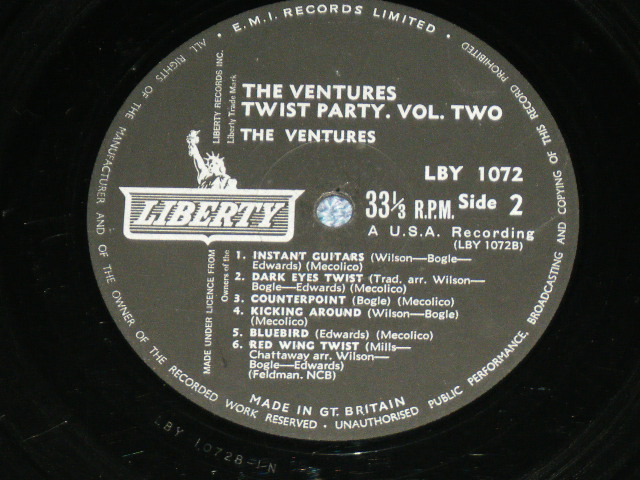 • E.M.I. RECORDS LIMITED •
ALL RIGHTS OF THE MANUFACTURER AND OF THE OWNER OF THE RECORDED WORK RESERVED • UNAUTHORISED PUBLIC PERFORMANCE, BROADCASTING AND COPYING OF THIS RECORD PROHIBITED
LIBERTY RECORDS INC.
Liberty Trade Mark
THE VENTURES
TWIST PARTY. VOL. TWO
THE VENTURES
LBY 1072
LIBERTY
33⅓ R.P.M. Side 2
A U.S.A. Recording
(LBY 1072B)
MADE UNDER LICENCE FROM
Owners of the
1. INSTANT GUITARS (Wilson—Bogle—
Edwards) (Mecolico)
2. DARK EYES TWIST (Trad. arr. Wilson—
Bogle—Edwards) (Mecolico)
3. COUNTERPOINT (Bogle) (Mecolico)
4. KICKING AROUND (Wilson—Bogle)
(Mecolico)
5. BLUEBIRD (Edwards) (Mecolico)
6. RED WING TWIST (Mills—
Chattaway arr. Wilson—
Bogle—Edwards)
(Feldman. NCB)
MADE IN GT. BRITAIN
LBY 1072B-1N